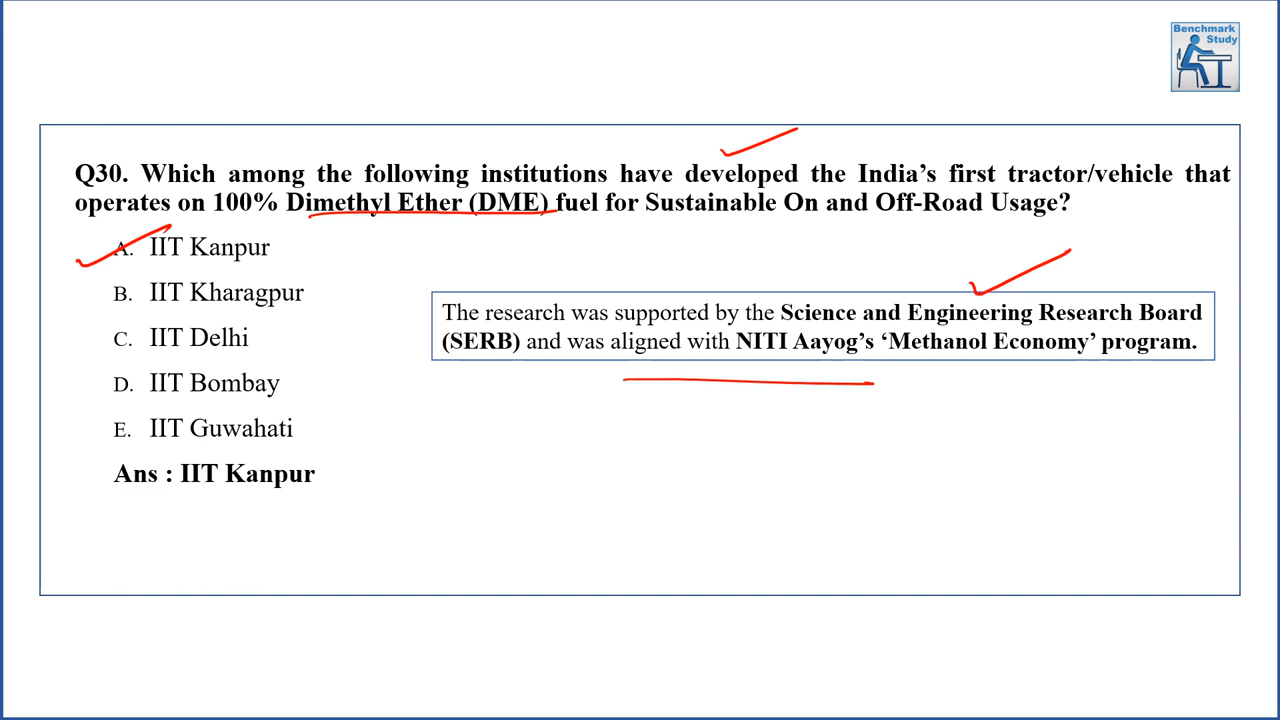 Benchmark
Study
Q30. Which among the following institutions have developed the India’s first tractor/vehicle that
operates on 100% Dimethyl Ether (DME) fuel for Sustainable On and Off-Road Usage?
A. IIT Kanpur
B. IIT Kharagpur
C. IIT Delhi
D. IIT Bombay
E. IIT Guwahati
Ans : IIT Kanpur
The research was supported by the Science and Engineering Research Board
(SERB) and was aligned with NITI Aayog’s ‘Methanol Economy’ program.